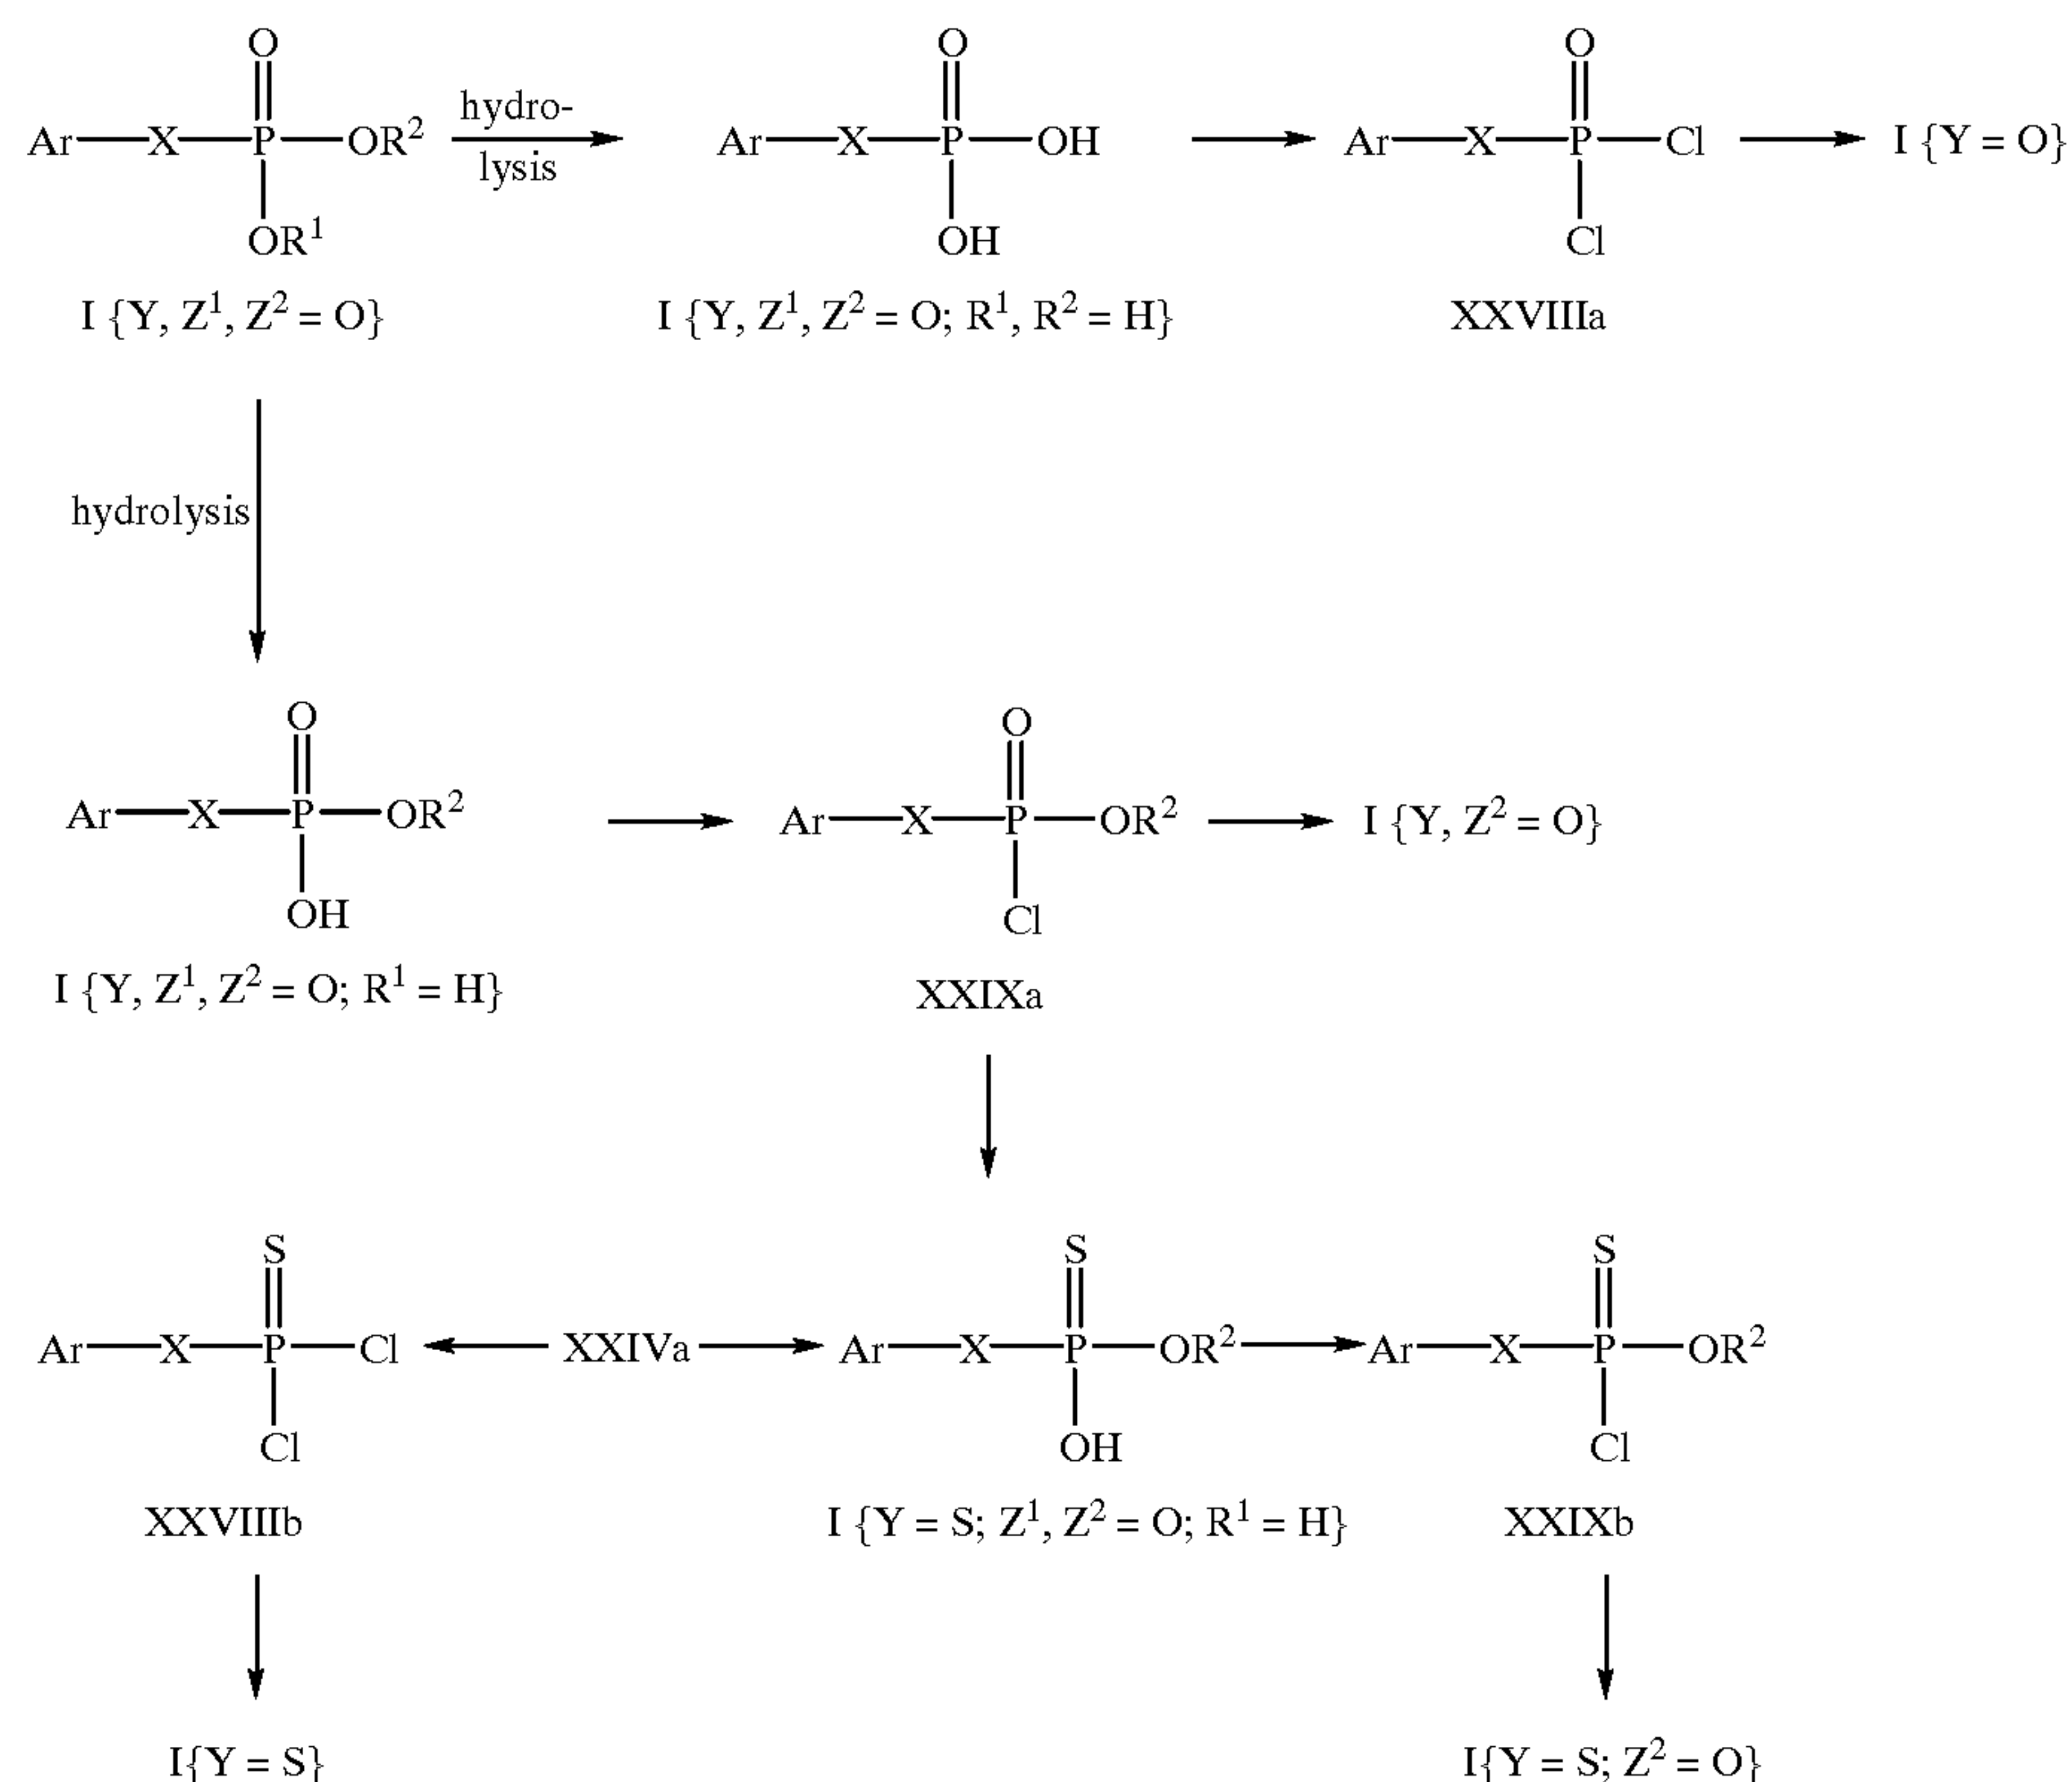 O O O
Ar X P OR² hydro- lysis Ar X P OH Ar X P Cl I {Y = O}
OR¹ OH Cl
I {Y, Z¹, Z² = O} I {Y, Z¹, Z² = O; R¹, R² = H} XXVIIIa
hydrolysis
O O
Ar X P OR² Ar X P OR² I {Y, Z² = O}
OH Cl
I {Y, Z¹, Z² = O; R¹ = H} XXIXa
S S S
Ar X P Cl XXIVa Ar X P OR² Ar X P OR²
Cl OH Cl
XXVIIIb I {Y = S; Z¹, Z² = O; R¹ = H} XXIXb
I{Y = S} I{Y = S; Z² = O}